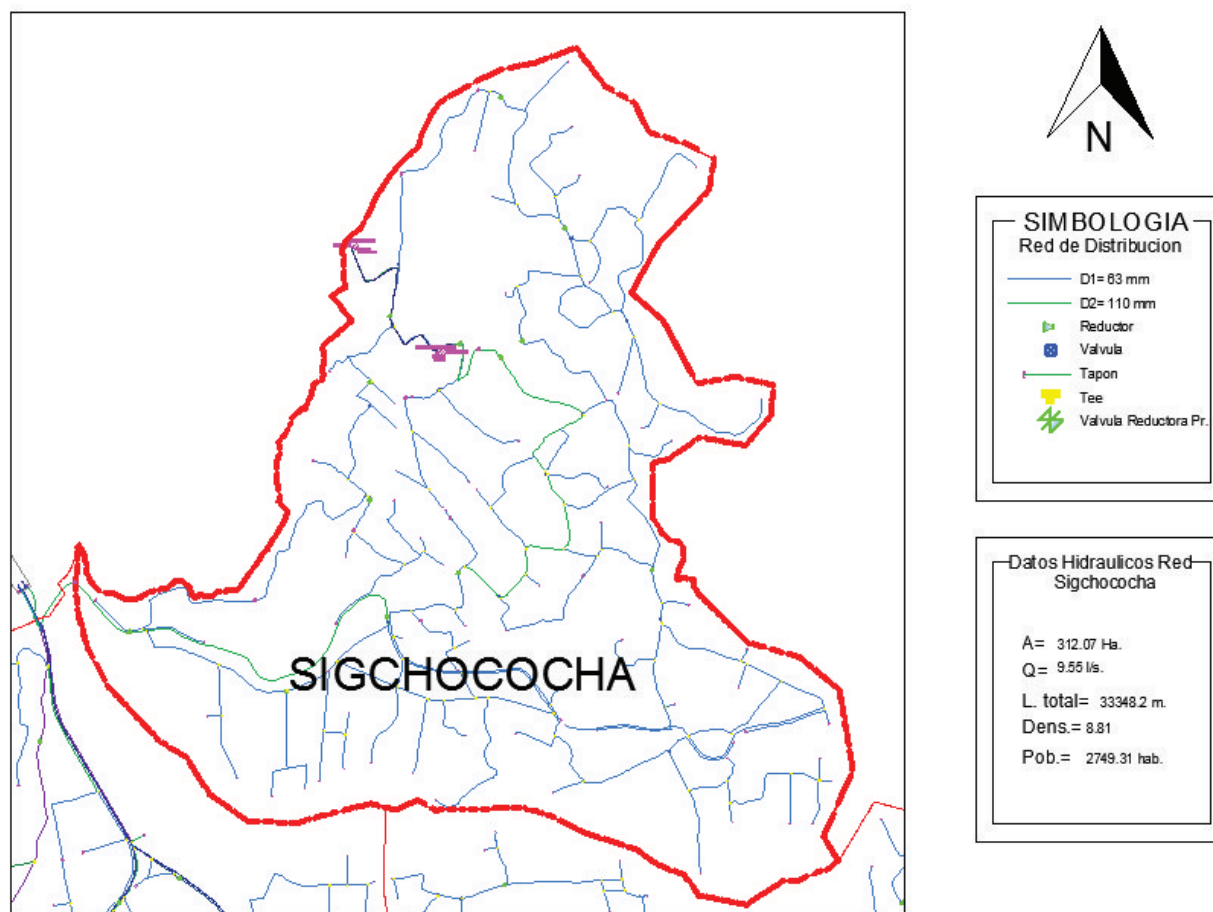 SIGCHOCOCHA
N
SIMBOLOGIA
Red de Distribucion
D1= 63 mm
D2= 110 mm
Reductor
Valvula
Tapon
Tee
Valvula Reductora Pr.
Datos Hidraulicos Red
Sigchococha
A= 312.07 Ha.
Q= 9.55 l/s.
L. total= 33348.2 m.
Dens.= 8.81
Pob.= 2749.31 hab.